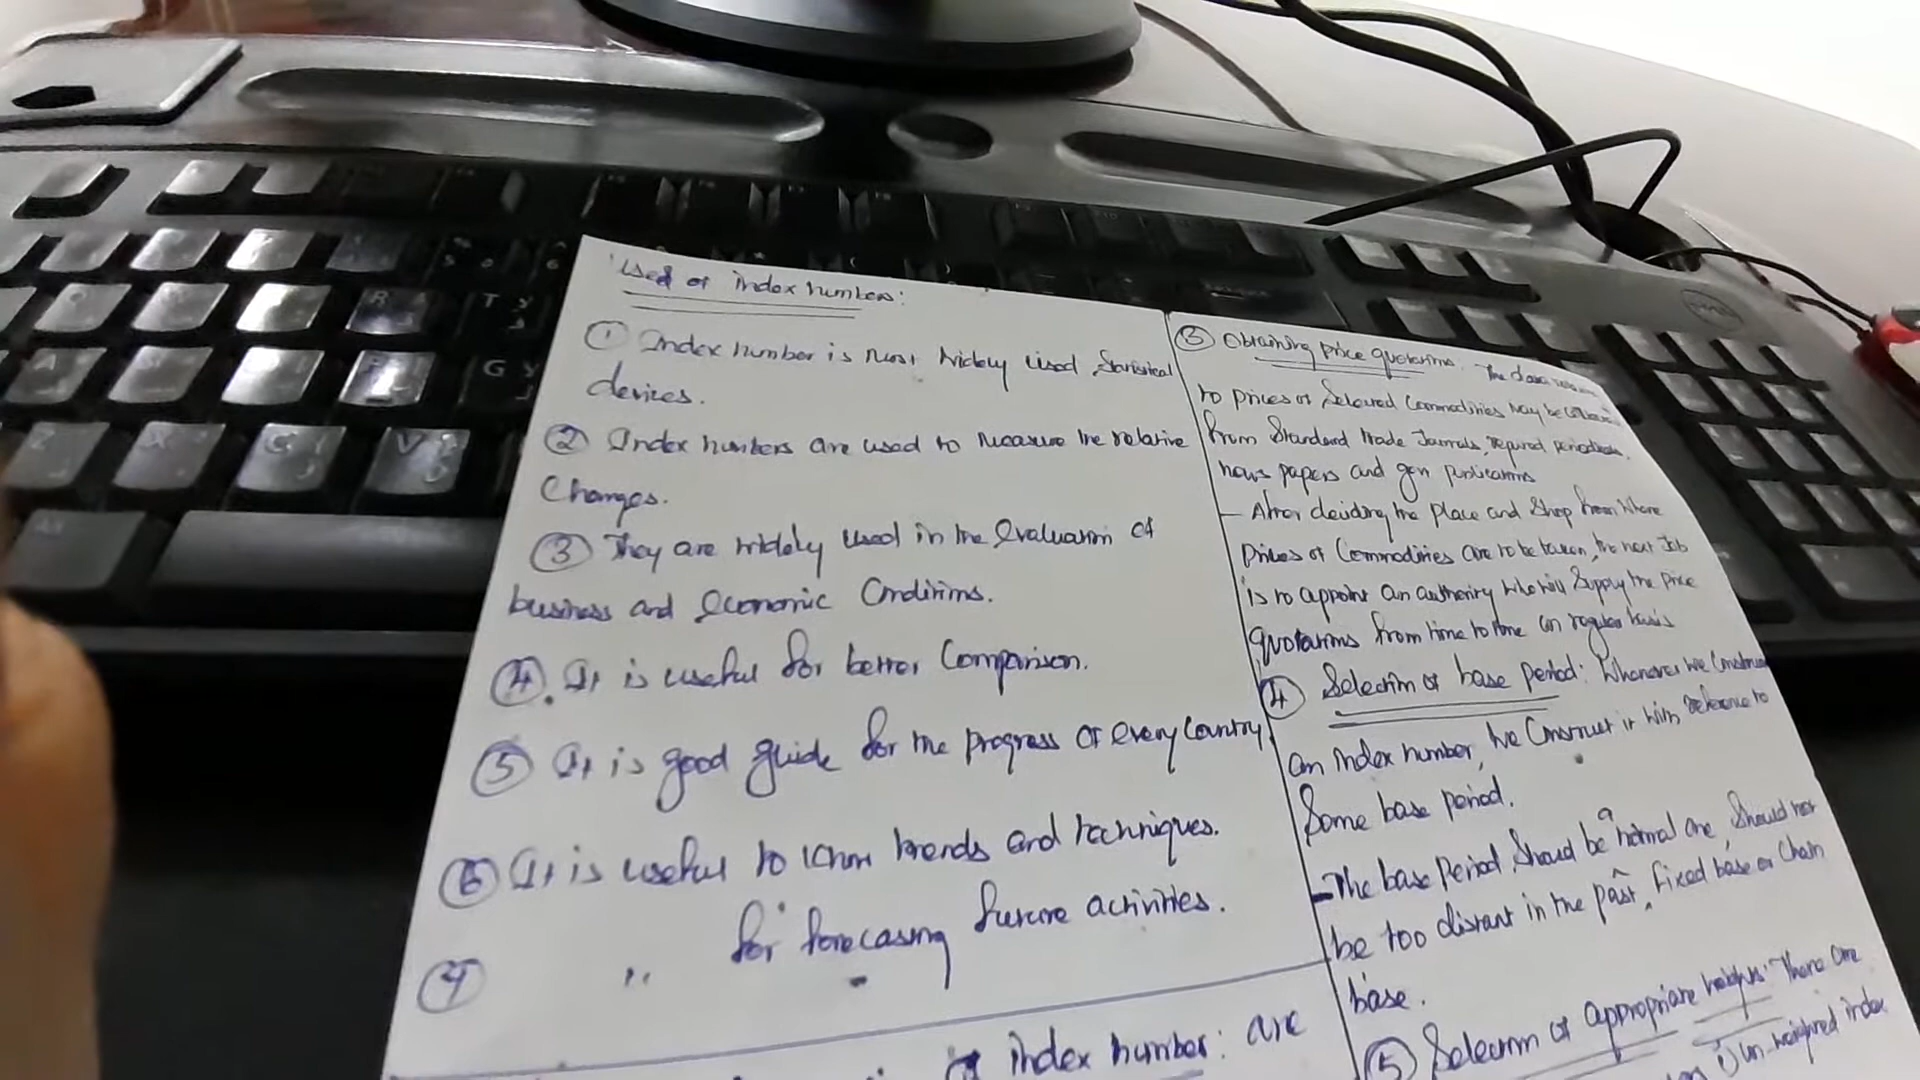 Uses of index numbers:
① Index number is most widely used statistical
devices.
② Index numbers are used to measure the relative
Changes.
③ They are widely used in the evaluation of
business and economic Conditions.
④. It is useful for better Comparison.
⑤ It is good guide for the progress of every Country
⑥ It is useful to know trends and techniques.
⑦ " for forecasting future activities.
index number: are
③ Obtaining price quotations. The data
to prices of Selected Commodities may be
from Standard trade Journals, periodicals,
news papers and gov publications
- After deciding the place and Shop from where
prices of Commodities are to be taken, the next Job
is to appoint an authority who will Supply the price
quotations from time to time on regular basis
④ Selection of base period: Whenever we Construct
an index number, we Construct it with reference to
Some base period.
- The base period Should be a normal one, Should not
be too distant in the past, fixed base or Chain
base.
⑤ Selection of appropriate weights: There are
un-weighted index